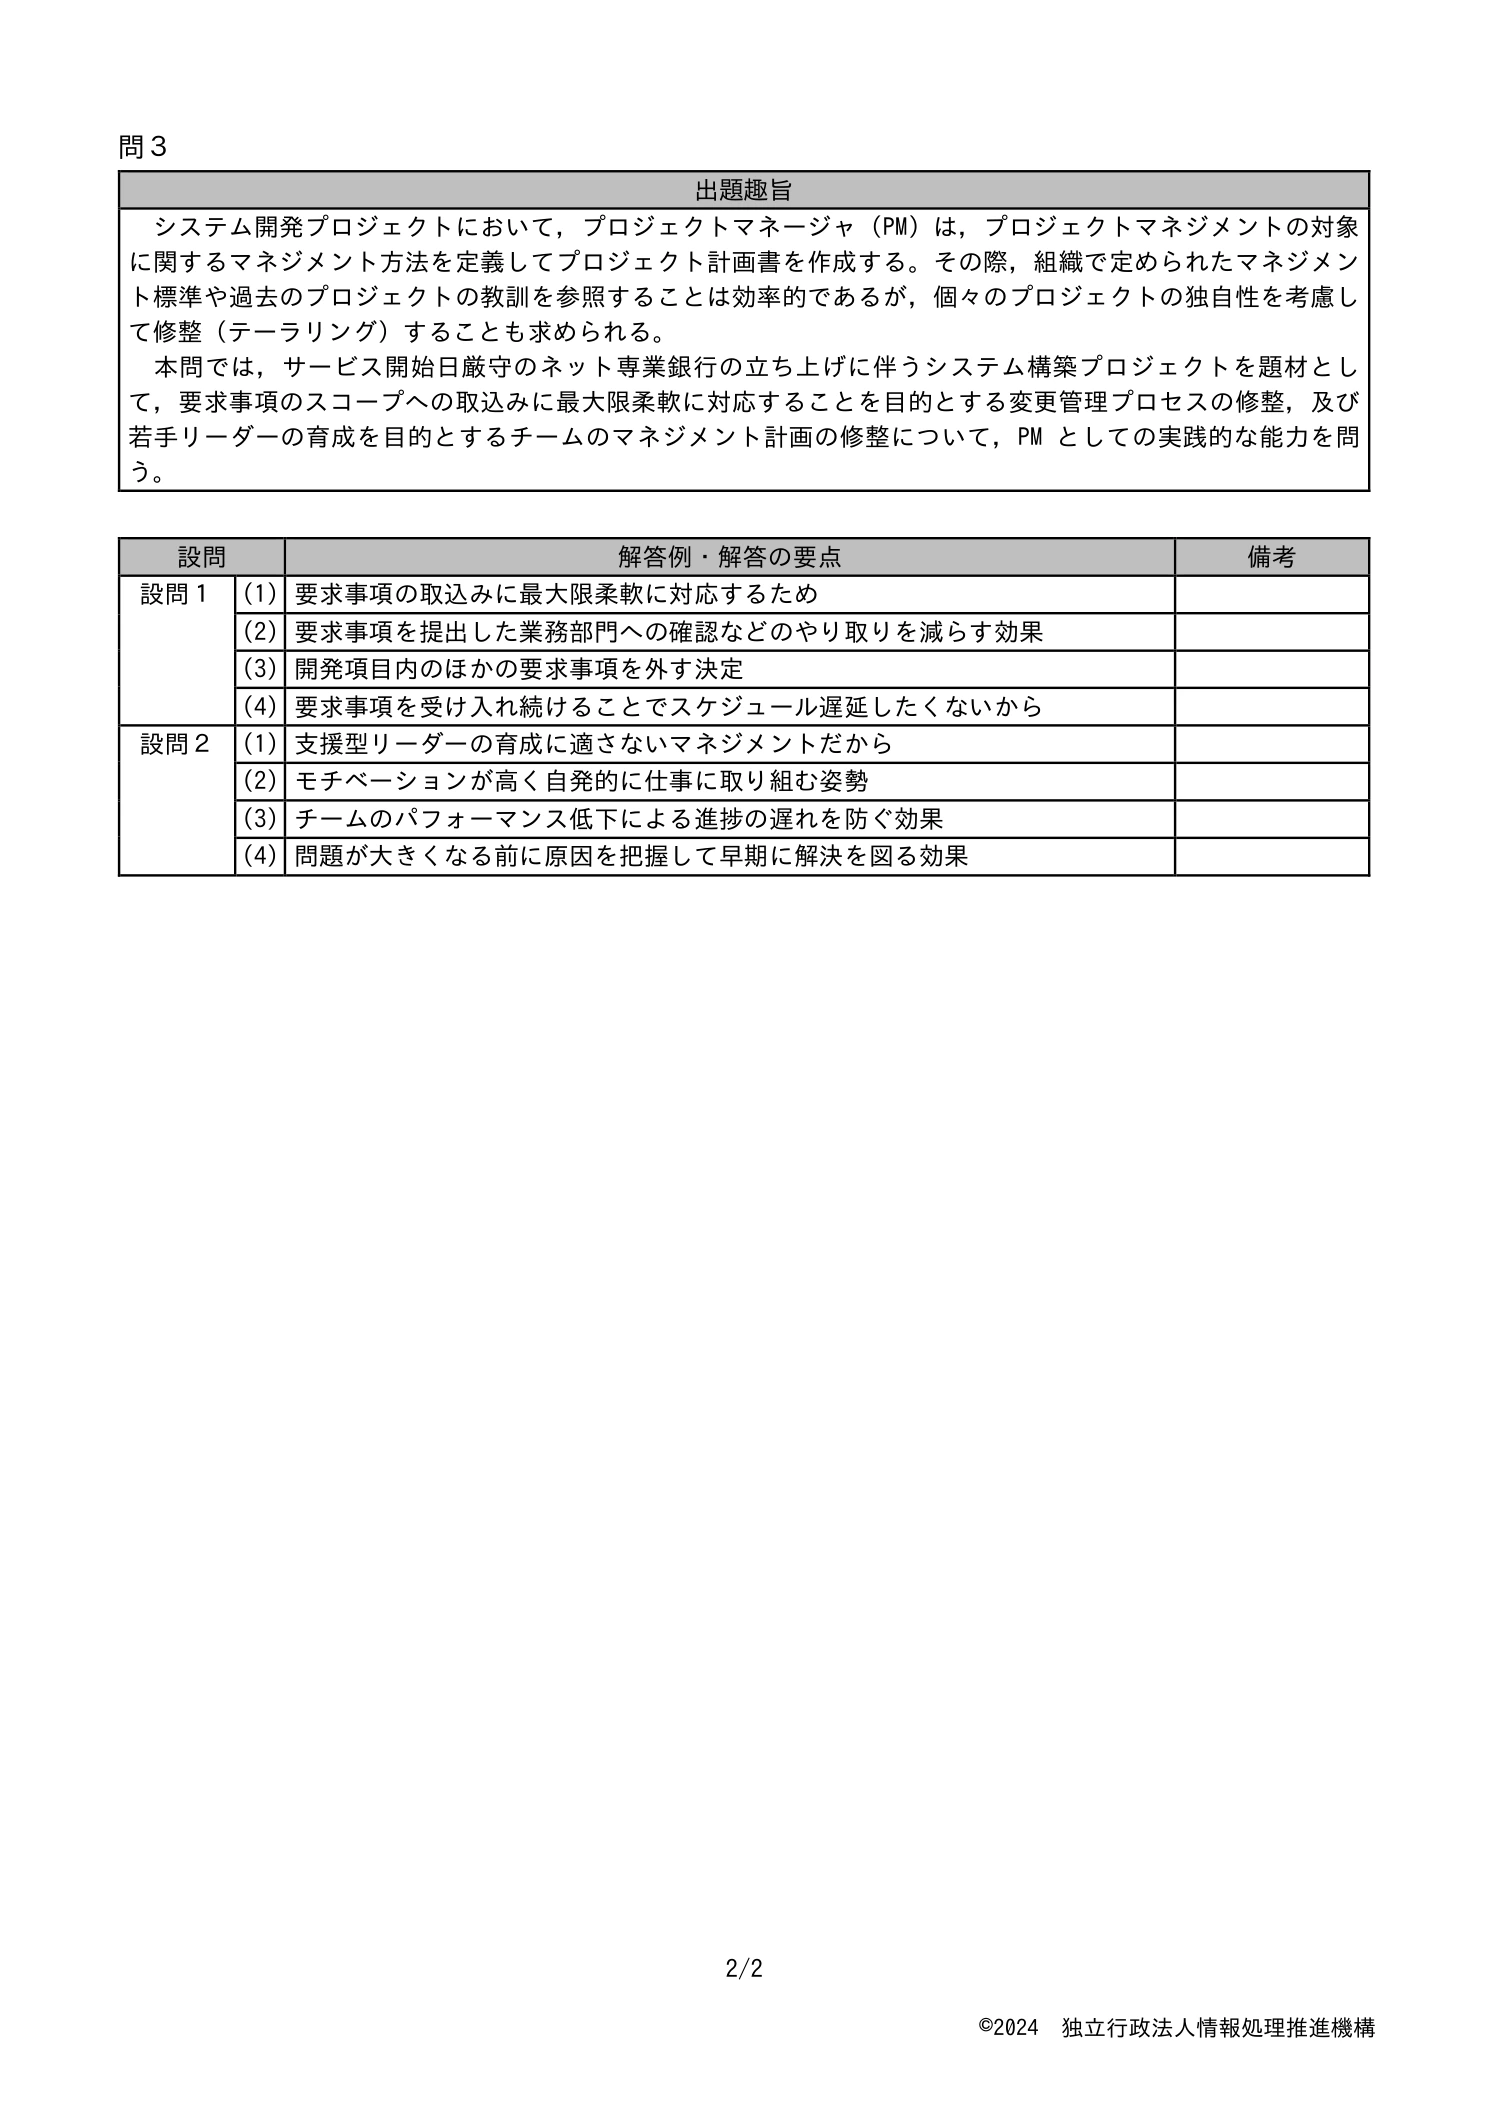 問３
出題趣旨
　システム開発プロジェクトにおいて，プロジェクトマネージャ（PM）は，プロジェクトマネジメントの対象
に関するマネジメント方法を定義してプロジェクト計画書を作成する。その際，組織で定められたマネジメン
ト標準や過去のプロジェクトの教訓を参照することは効率的であるが，個々のプロジェクトの独自性を考慮し
て修整（テーラリング）することも求められる。
　本問では，サービス開始日厳守のネット専業銀行の立ち上げに伴うシステム構築プロジェクトを題材とし
て，要求事項のスコープへの取込みに最大限柔軟に対応することを目的とする変更管理プロセスの修整，及び
若手リーダーの育成を目的とするチームのマネジメント計画の修整について，PM としての実践的な能力を問
う。
設問 解答例・解答の要点 備考
設問１ (1) 要求事項の取込みに最大限柔軟に対応するため
(2) 要求事項を提出した業務部門への確認などのやり取りを減らす効果
(3) 開発項目内のほかの要求事項を外す決定
(4) 要求事項を受け入れ続けることでスケジュール遅延したくないから
設問２ (1) 支援型リーダーの育成に適さないマネジメントだから
(2) モチベーションが高く自発的に仕事に取り組む姿勢
(3) チームのパフォーマンス低下による進捗の遅れを防ぐ効果
(4) 問題が大きくなる前に原因を把握して早期に解決を図る効果
2/2
©2024　独立行政法人情報処理推進機構